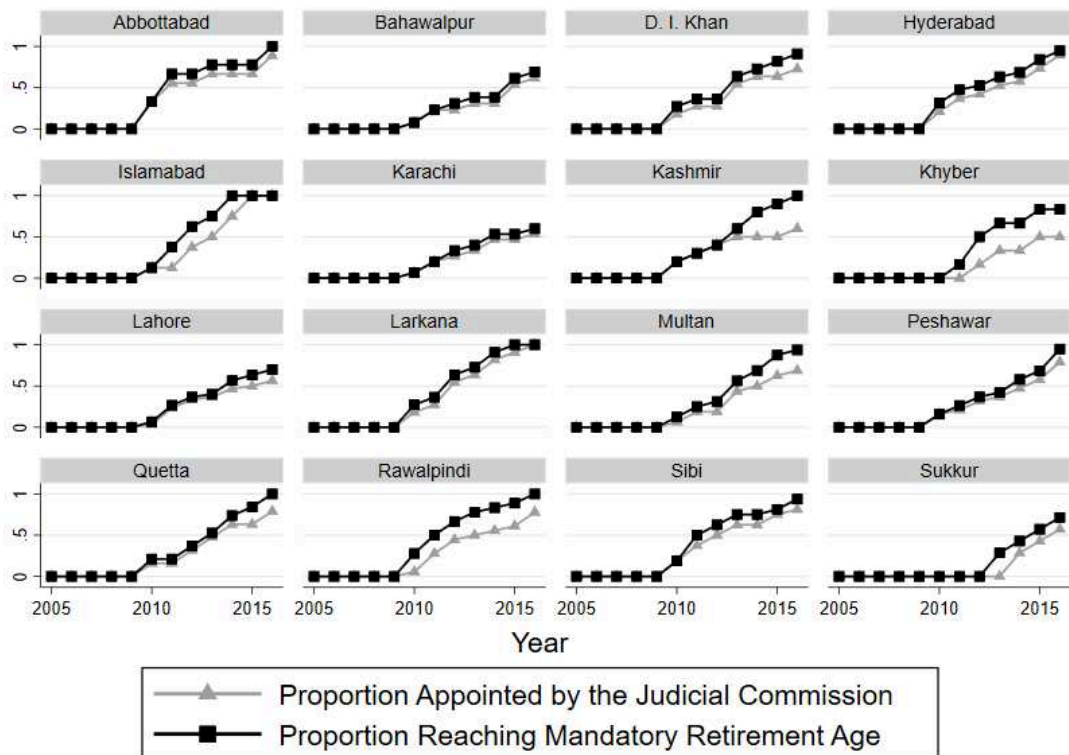 Abbottabad Bahawalpur D. I. Khan Hyderabad
1
.5
0
Islamabad Karachi Kashmir Khyber
1
.5
0
Lahore Larkana Multan Peshawar
1
.5
0
Quetta Rawalpindi Sibi Sukkur
1
.5
0
2005 2010 2015 2005 2010 2015 2005 2010 2015 2005 2010 2015
Year
Proportion Appointed by the Judicial Commission
Proportion Reaching Mandatory Retirement Age